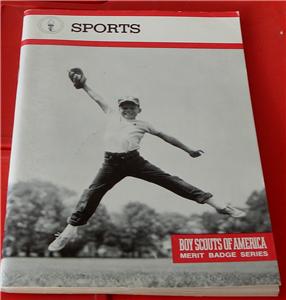 SPORTS
BOY SCOUTS OF AMERICA
MERIT BADGE SERIES